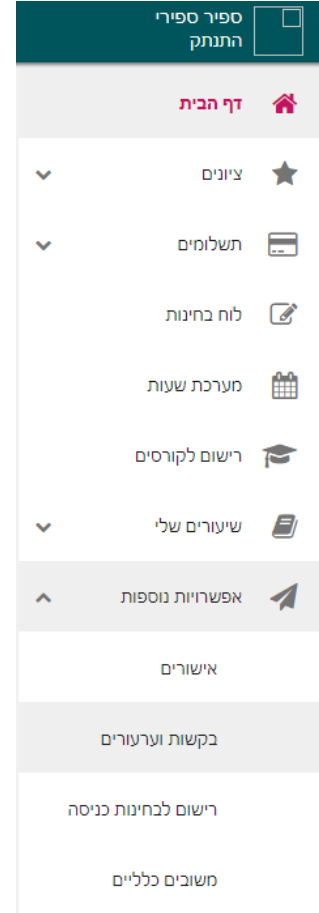 ספיר ספירי
התנתק
דף הבית
ציונים
תשלומים
לוח בחינות
מערכת שעות
רישום לקורסים
שיעורים שלי
אפשרויות נוספות
אישורים
בקשות וערעורים
רישום לבחינות כניסה
משובים כלליים